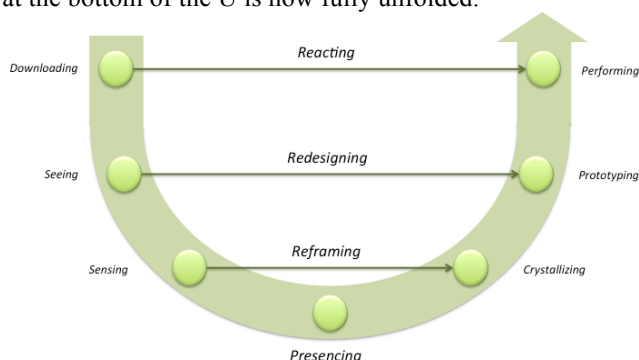 at the bottom of the U is now fully unfolded.
Reacting
Downloading
Performing
Redesigning
Seeing
Prototyping
Reframing
Sensing
Crystallizing
Presencing